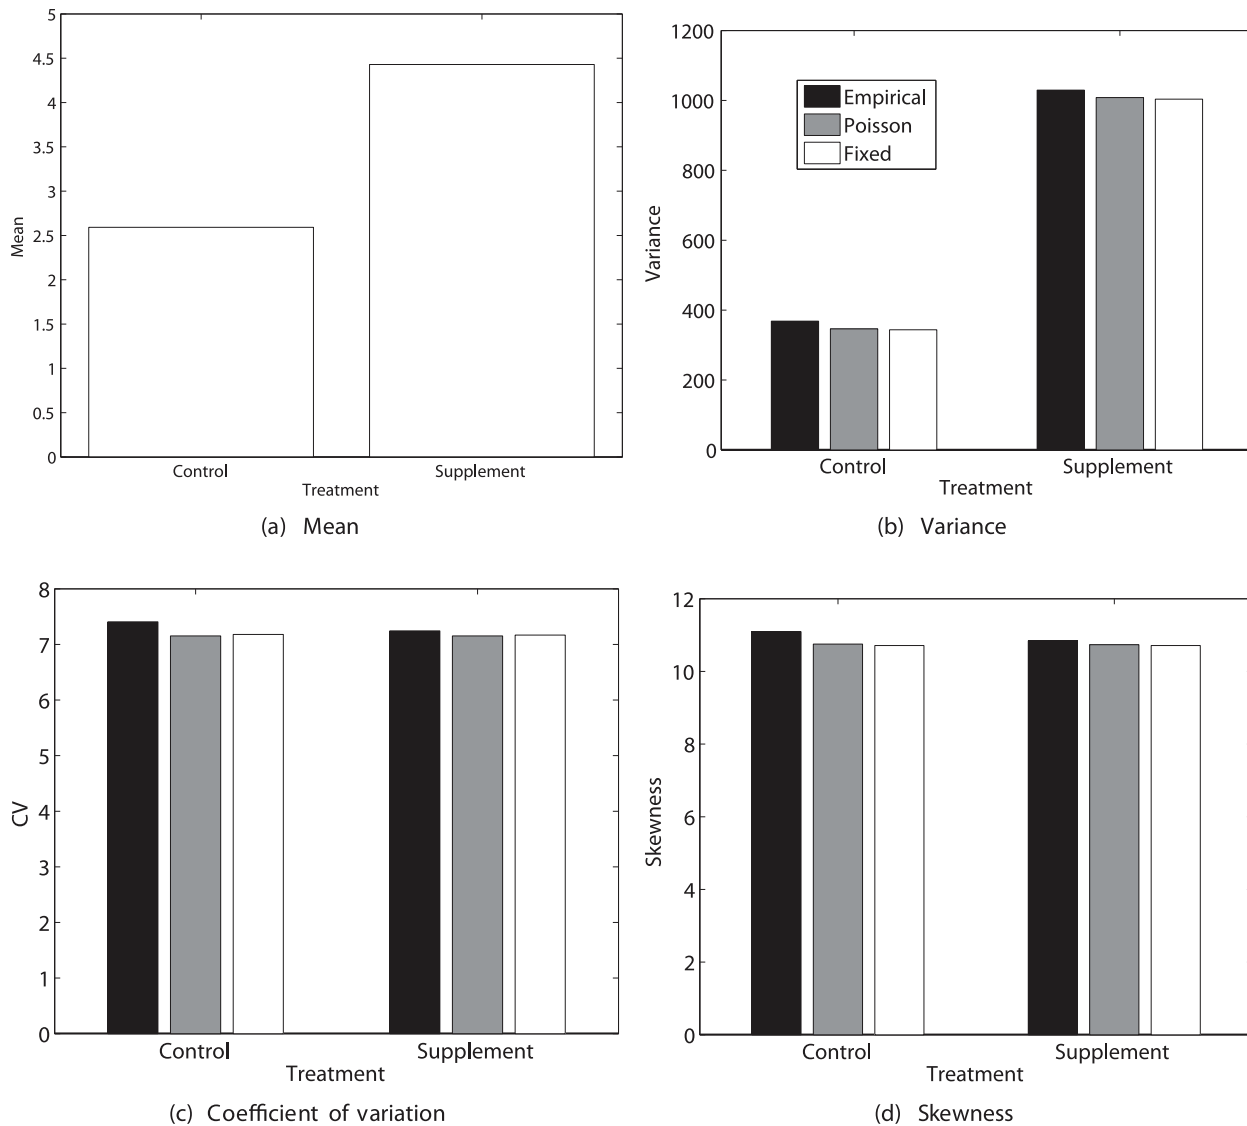 5
4.5
4
3.5
3
2.5
2
1.5
1
0.5
0
Mean
Control
Supplement
Treatment
(a) Mean
1200
1000
800
600
400
200
0
Variance
Empirical
Poisson
Fixed
Control
Supplement
Treatment
(b) Variance
8
7
6
5
4
3
2
1
0
CV
Control
Supplement
Treatment
(c) Coefficient of variation
12
10
8
6
4
2
0
Skewness
Control
Supplement
Treatment
(d) Skewness